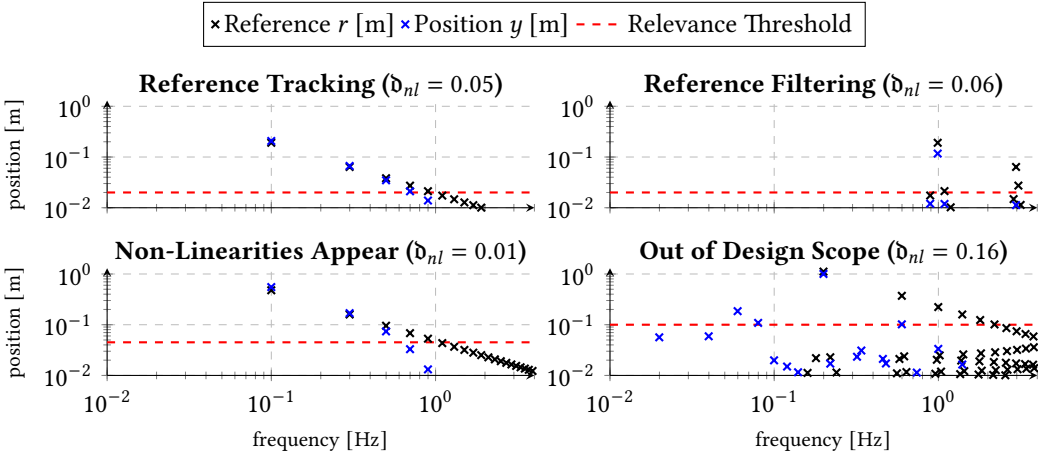 Reference r [m] Position y [m] Relevance Threshold
Reference Tracking (𝔡nl = 0.05) Reference Filtering (𝔡nl = 0.06)
position [m]
10^0
10^−1
10^−2
10^−2 10^−1 10^0
10^−2 10^−1 10^0
Non-Linearities Appear (𝔡nl = 0.01) Out of Design Scope (𝔡nl = 0.16)
position [m]
10^0
10^−1
10^−2
10^−2 10^−1 10^0
10^−2 10^−1 10^0
frequency [Hz] frequency [Hz]